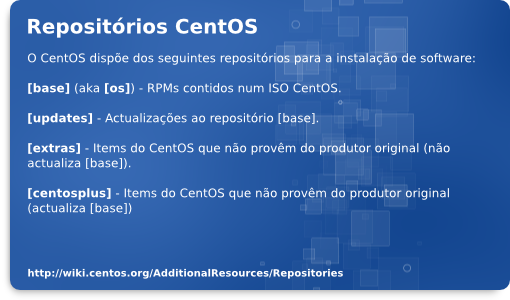 Repositórios CentOS
O CentOS dispõe dos seguintes repositórios para a instalação de software:
[base] (aka [os]) - RPMs contidos num ISO CentOS.
[updates] - Actualizações ao repositório [base].
[extras] - Items do CentOS que não provêm do produtor original (não
actualiza [base]).
[centosplus] - Items do CentOS que não provêm do produtor original
(actualiza [base])
http://wiki.centos.org/AdditionalResources/Repositories